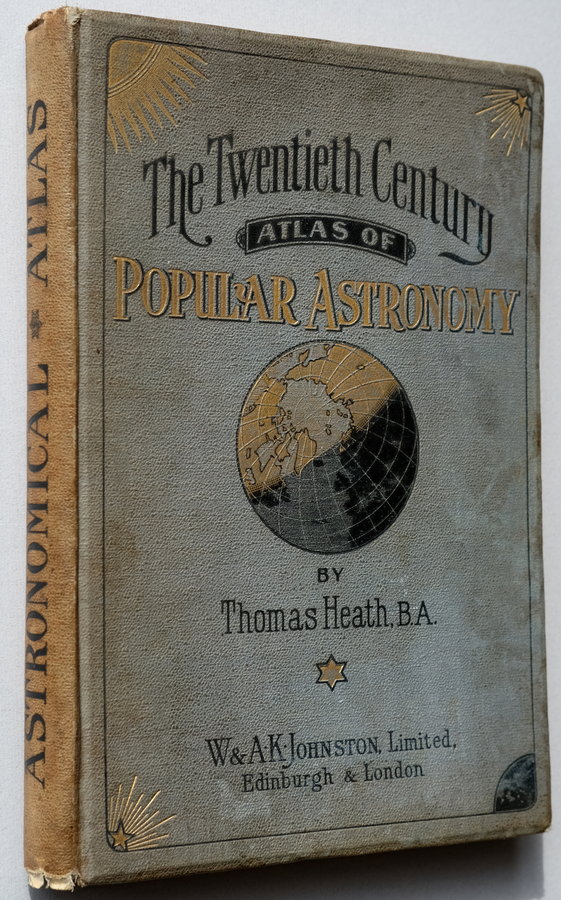 ASTRONOMICAL ATLAS
The Twentieth Century
ATLAS OF
POPULAR ASTRONOMY
BY
Thomas Heath, B.A.
W. & A.K. JOHNSTON, Limited,
Edinburgh & London